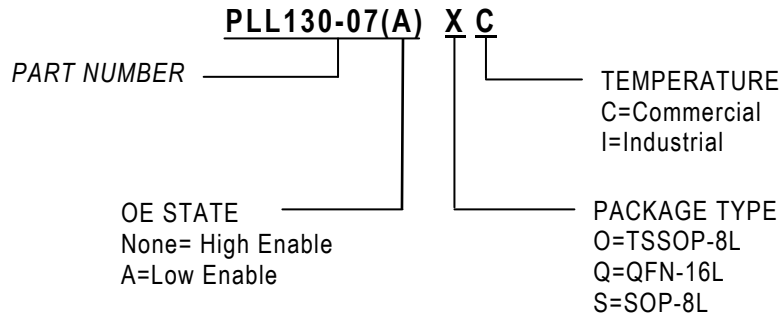 PLL130-07(A) X C
PART NUMBER
TEMPERATURE
C=Commercial
I=Industrial
OE STATE
None= High Enable
A=Low Enable
PACKAGE TYPE
O=TSSOP-8L
Q=QFN-16L
S=SOP-8L